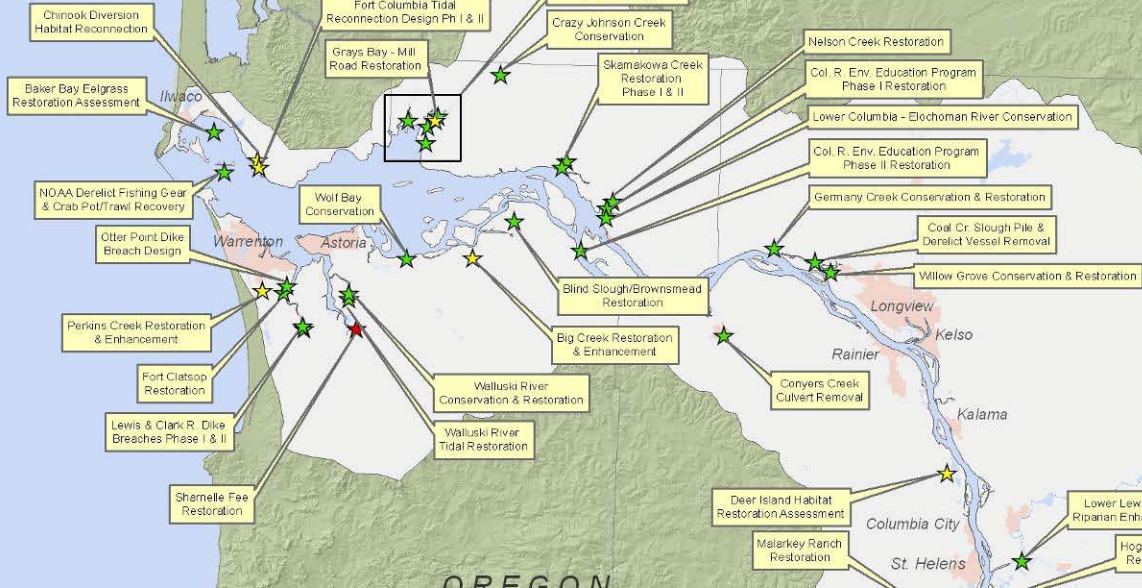 Chinook Diversion
Habitat Reconnection
Fort Columbia Tidal
Reconnection Design Ph I & II
Crazy Johnson Creek
Conservation
Grays Bay - Mill
Road Restoration
Nelson Creek Restoration
Skamakowa Creek
Restoration
Phase I & II
Col. R. Env. Education Program
Phase I Restoration
Baker Bay Eelgrass
Restoration Assessment
Ilwaco
Lower Columbia - Elochoman River Conservation
Col. R. Env. Education Program
Phase II Restoration
NOAA Derelict Fishing Gear
& Crab Pot/Trawl Recovery
Wolf Bay
Conservation
Germany Creek Conservation & Restoration
Otter Point Dike
Breach Design
Warrenton
Astoria
Coal Cr. Slough Pile &
Derelict Vessel Removal
Willow Grove Conservation & Restoration
Blind Slough/Brownsmead
Restoration
Longview
Perkins Creek Restoration
& Enhancement
Big Creek Restoration
& Enhancement
Kelso
Rainier
Fort Clatsop
Restoration
Walluski River
Conservation & Restoration
Conyers Creek
Culvert Removal
Lewis & Clark R. Dike
Breaches Phase I & II
Walluski River
Tidal Restoration
Kalama
Sharnelle Fee
Restoration
Deer Island Habitat
Restoration Assessment
Columbia City
Lower Lew
Riparian Enh
Malarkey Ranch
Restoration
St. Helens
Hog
Re
OREGON